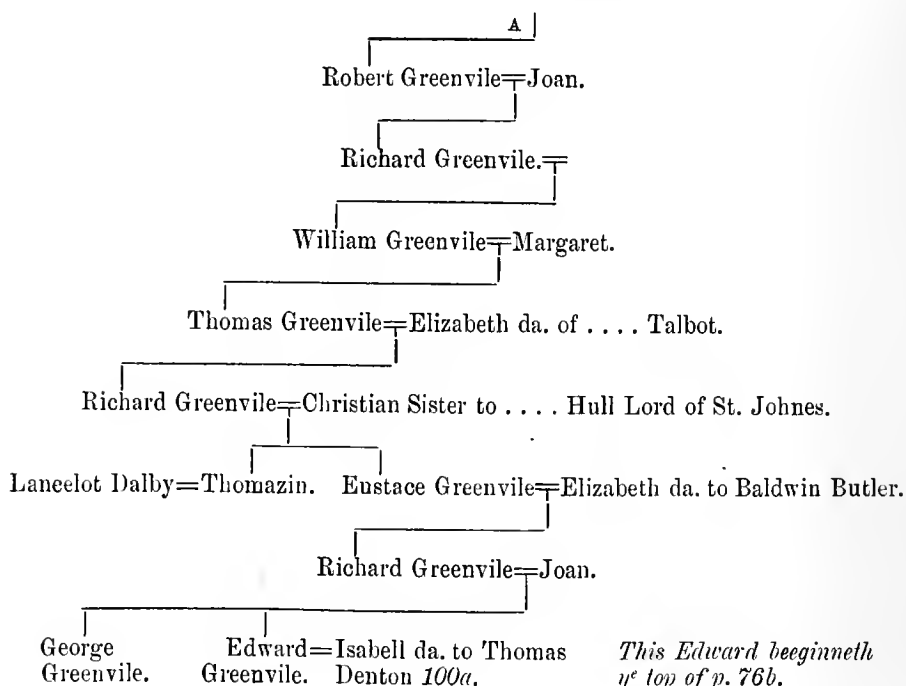 A
Robert Greenvile=Joan.
Richard Greenvile.=
William Greenvile=Margaret.
Thomas Greenvile=Elizabeth da. of . . . . Talbot.
Richard Greenvile=Christian Sister to . . . . Hull Lord of St. Johnes.
Lancelot Dalby=Thomazin. Eustace Greenvile=Elizabeth da. to Baldwin Butler.
Richard Greenvile=Joan.
George Edward=Isabell da. to Thomas This Edward beeginneth
Greenvile. Greenvile. Denton 100a. yᵉ top of p. 76b.